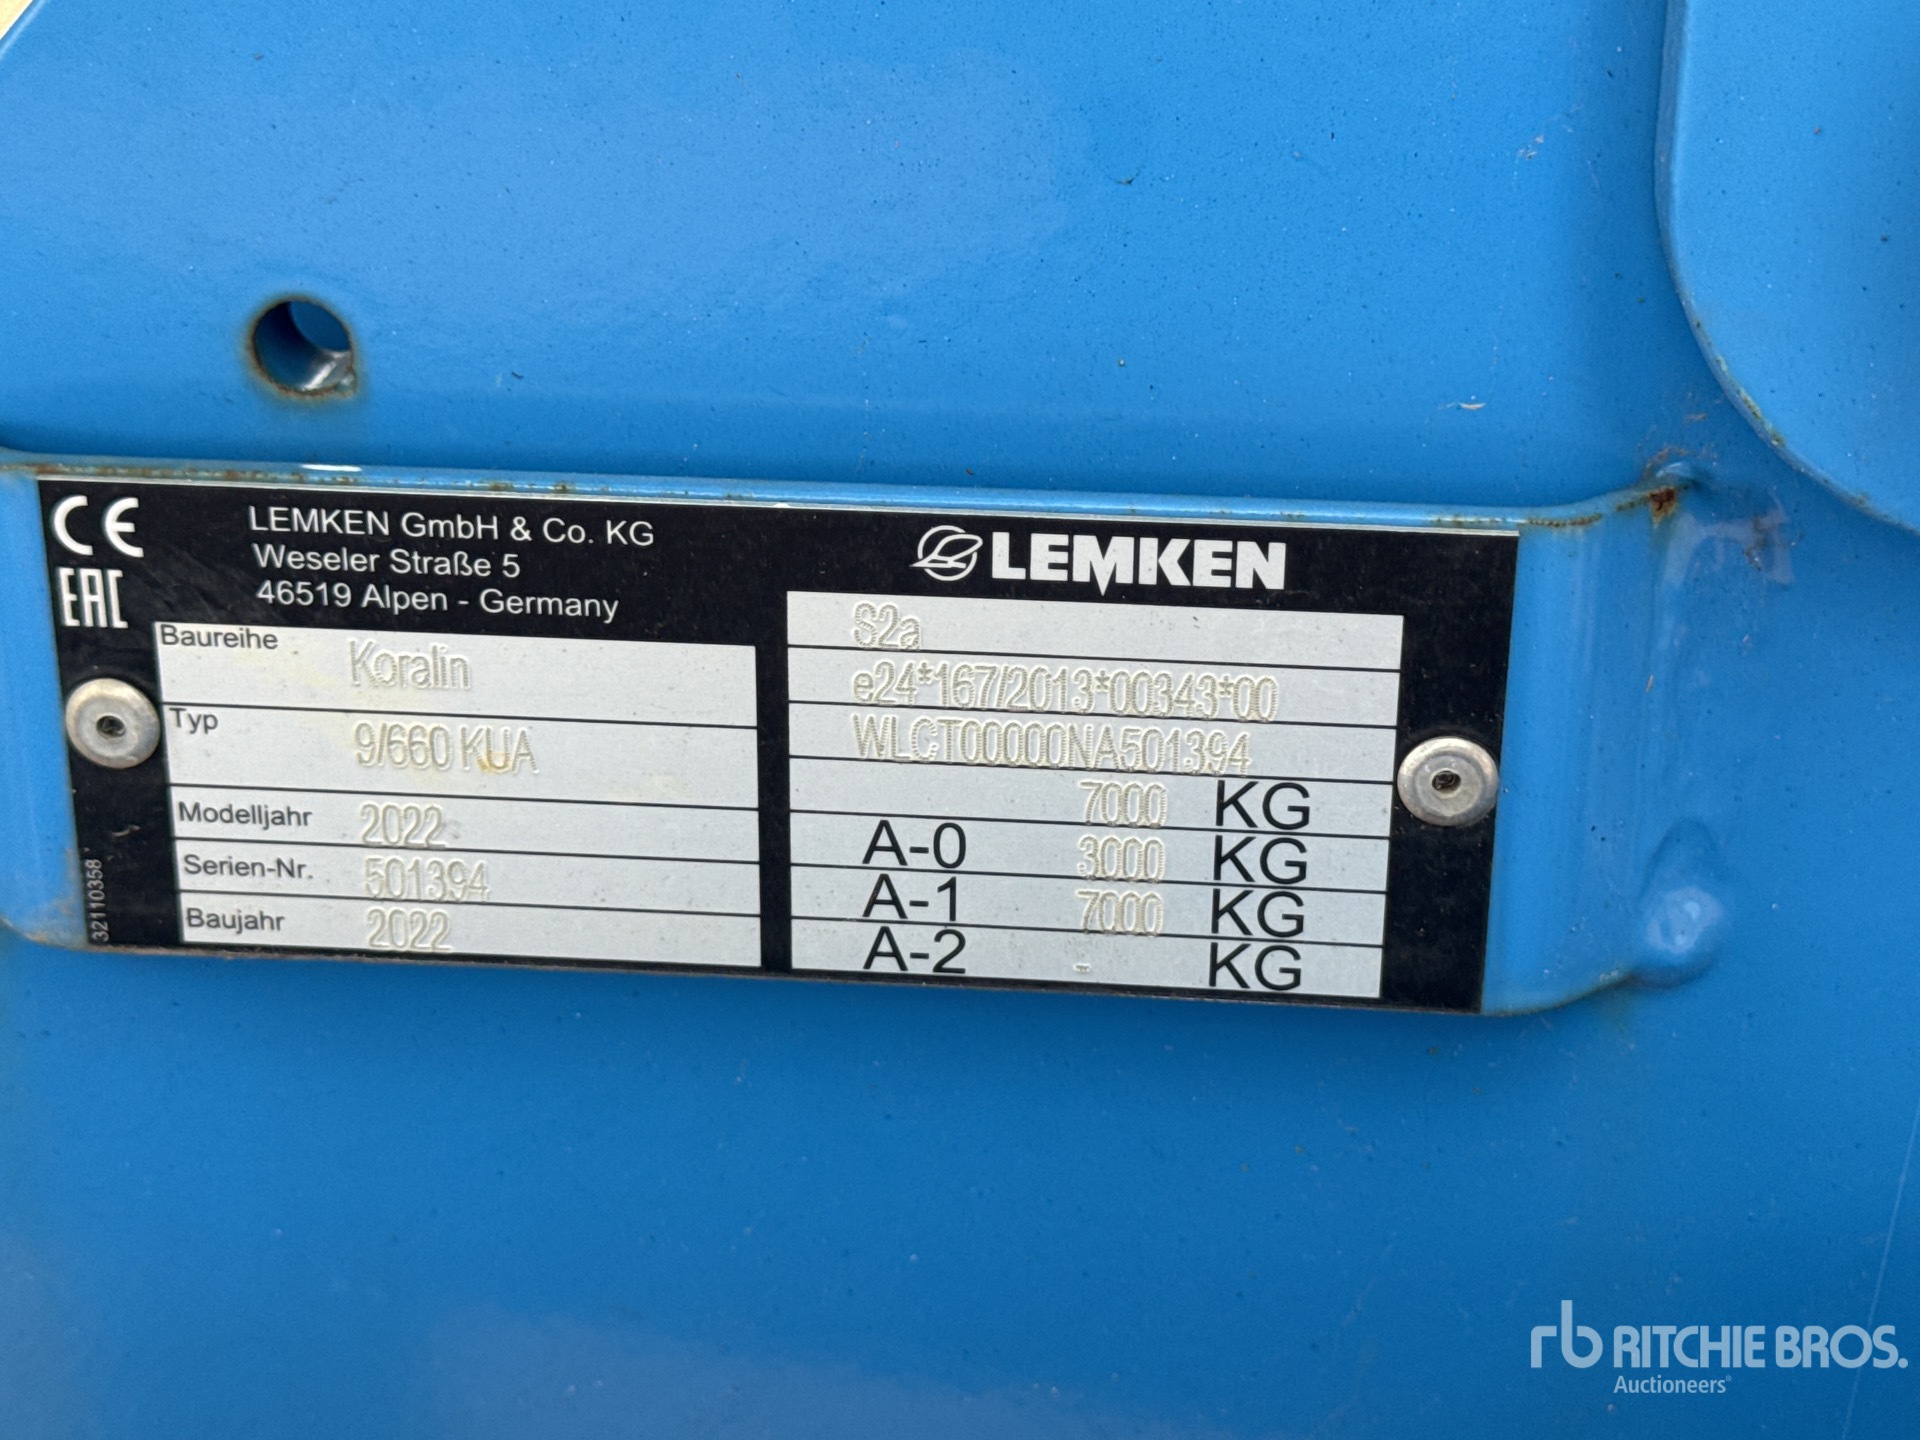 CE
EAC
LEMKEN GmbH & Co. KG
Weseler Straße 5
46519 Alpen - Germany
Baureihe Koralin
Typ 9/660 KUA
Modelljahr 2022
Serien-Nr. 501394
Baujahr 2022
32110358
LEMKEN
S2a
e24*167/2013*00343*00
WLCT00000NA501394
7000 KG
A-0 3000 KG
A-1 7000 KG
A-2 - KG
rb RITCHIE BROS.
Auctioneers